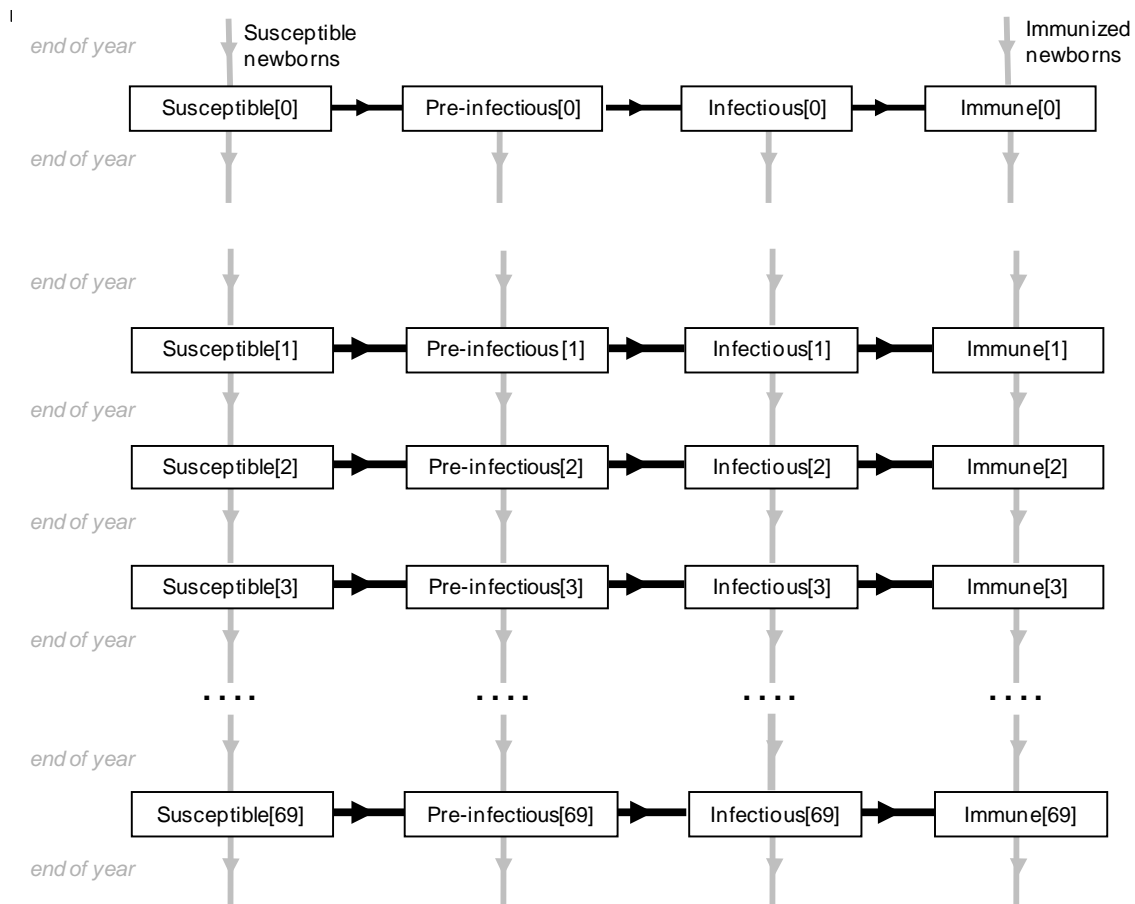 Susceptible
newborns
Immunized
newborns
end of year
Susceptible[0] Pre-infectious[0] Infectious[0] Immune[0]
end of year
end of year
Susceptible[1] Pre-infectious[1] Infectious[1] Immune[1]
end of year
Susceptible[2] Pre-infectious[2] Infectious[2] Immune[2]
end of year
Susceptible[3] Pre-infectious[3] Infectious[3] Immune[3]
end of year
.... .... .... ....
end of year
Susceptible[69] Pre-infectious[69] Infectious[69] Immune[69]
end of year